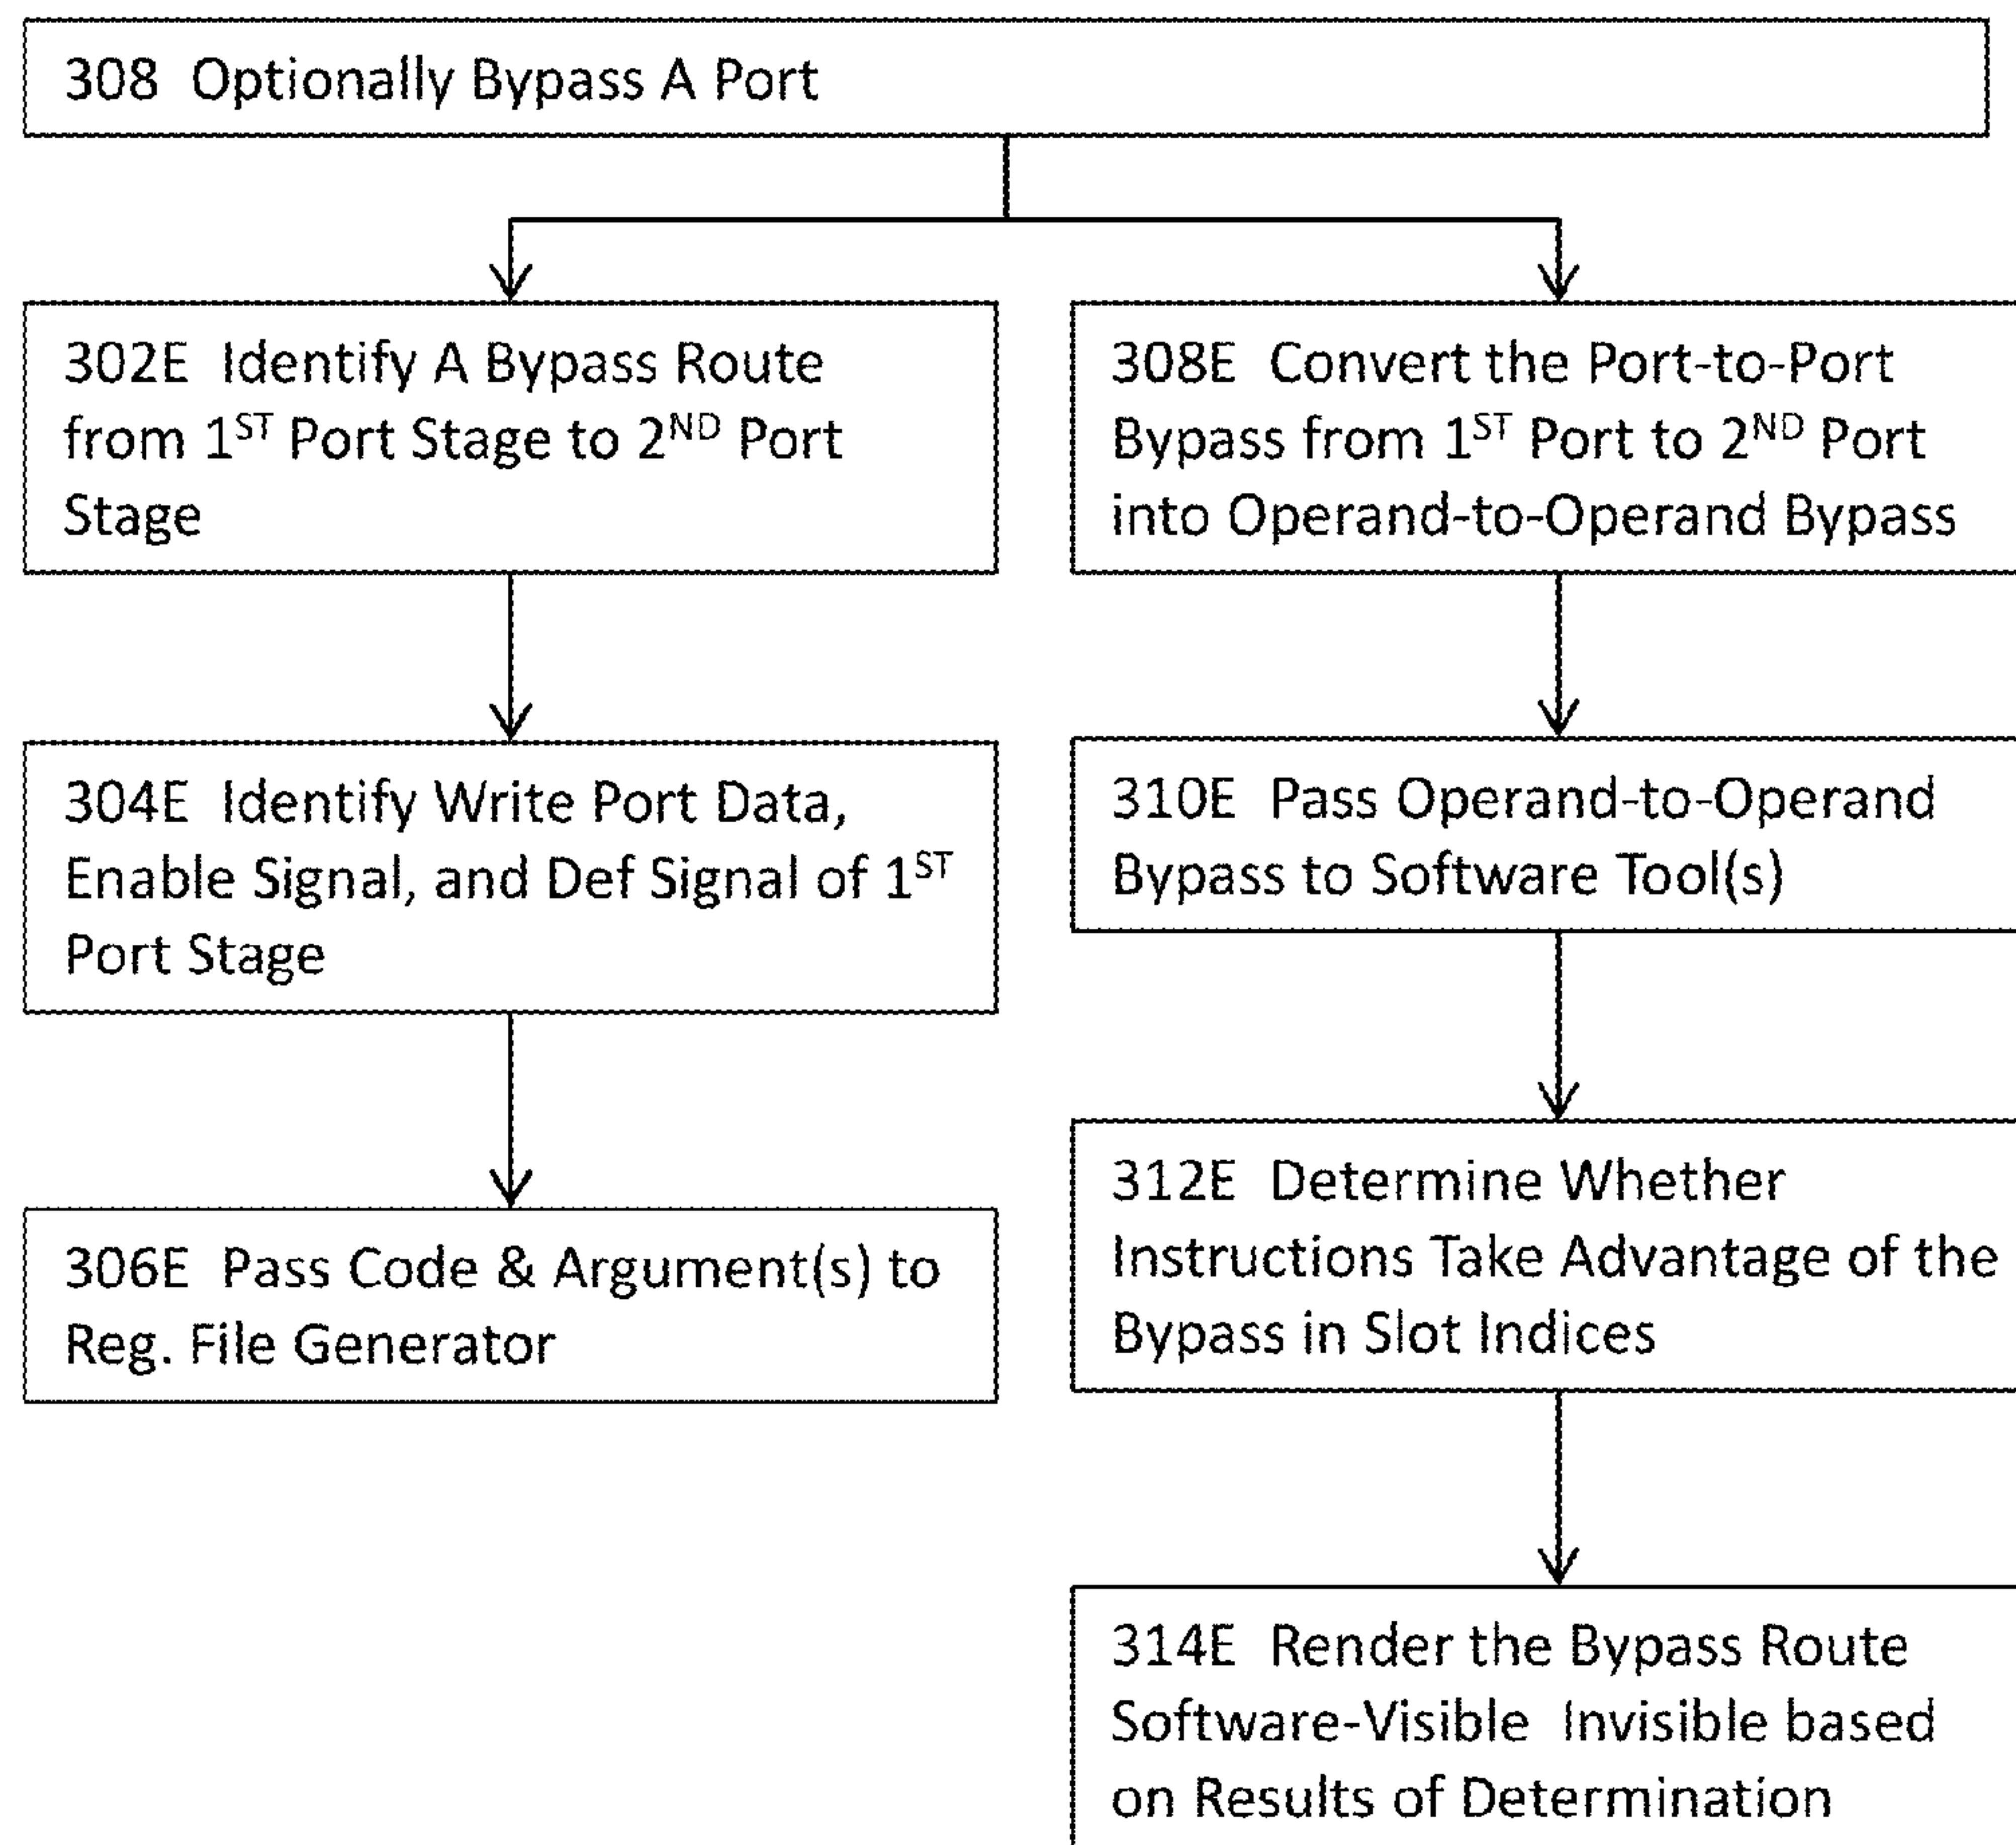 308 Optionally Bypass A Port
302E Identify A Bypass Route
from 1ST Port Stage to 2ND Port
Stage
304E Identify Write Port Data,
Enable Signal, and Def Signal of 1ST
Port Stage
306E Pass Code & Argument(s) to
Reg. File Generator
308E Convert the Port-to-Port
Bypass from 1ST Port to 2ND Port
into Operand-to-Operand Bypass
310E Pass Operand-to-Operand
Bypass to Software Tool(s)
312E Determine Whether
Instructions Take Advantage of the
Bypass in Slot Indices
314E Render the Bypass Route
Software-Visible Invisible based
on Results of Determination